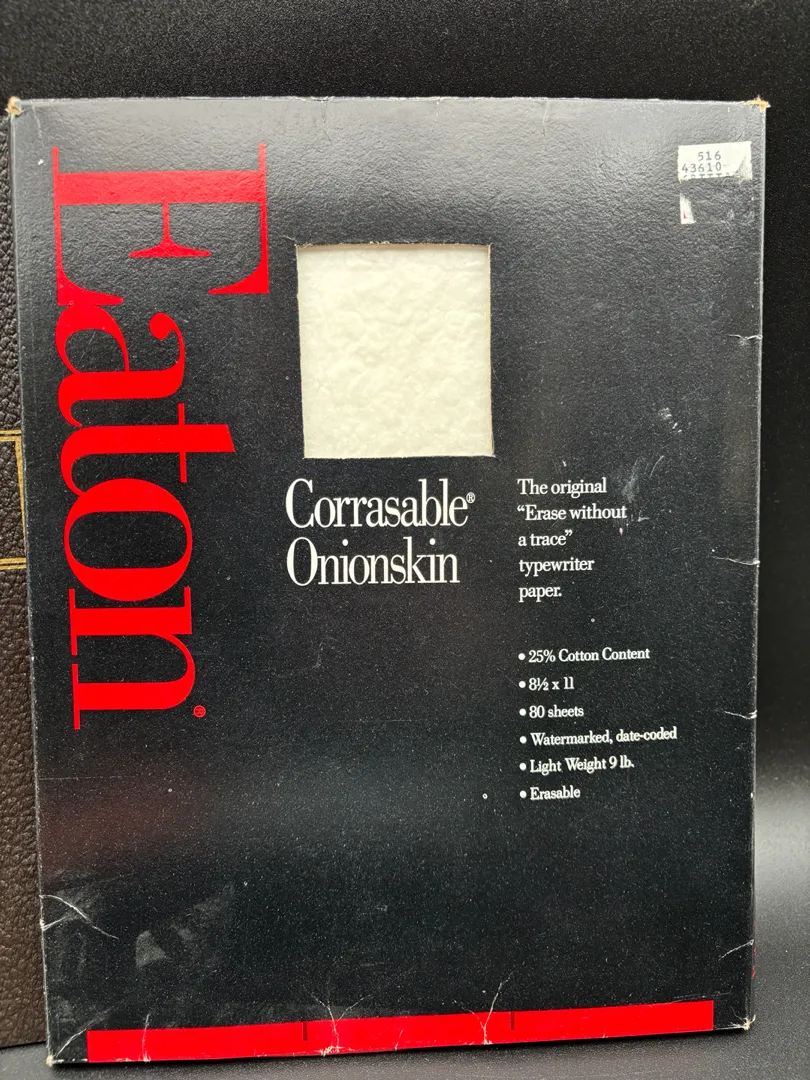 Eaton®
516
43610
Corrasable®
Onionskin
The original
“Erase without
a trace”
typewriter
paper.
• 25% Cotton Content
• 8½ x 11
• 80 sheets
• Watermarked, date-coded
• Light Weight 9 lb.
• Erasable